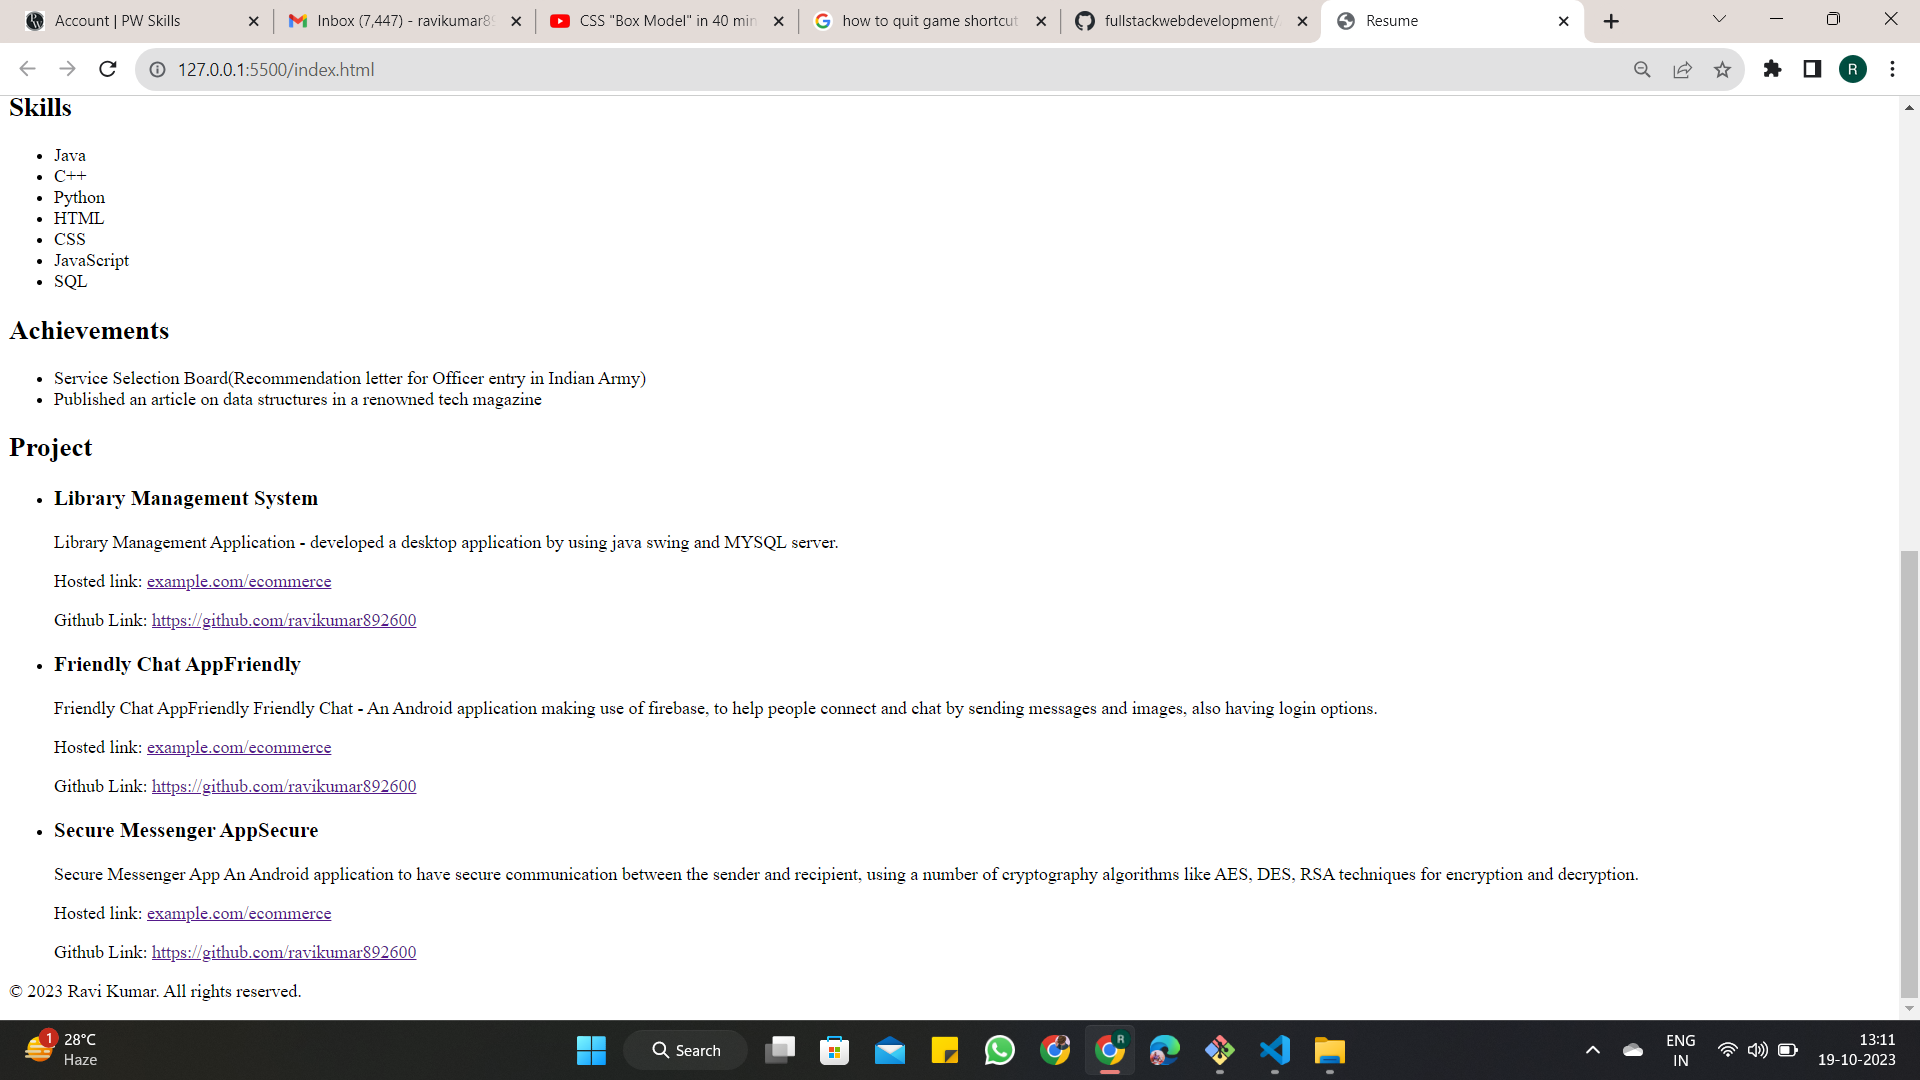 Account | PW Skills
Inbox (7,447) - ravikumar89
CSS "Box Model" in 40 min
how to quit game shortcut
fullstackwebdevelopment/
Resume
127.0.0.1:5500/index.html
R
Skills
Java
C++
Python
HTML
CSS
JavaScript
SQL
Achievements
Service Selection Board(Recommendation letter for Officer entry in Indian Army)
Published an article on data structures in a renowned tech magazine
Project
Library Management System
Library Management Application - developed a desktop application by using java swing and MYSQL server.
Hosted link: example.com/ecommerce
Github Link: https://github.com/ravikumar892600
Friendly Chat AppFriendly
Friendly Chat AppFriendly Friendly Chat - An Android application making use of firebase, to help people connect and chat by sending messages and images, also having login options.
Hosted link: example.com/ecommerce
Github Link: https://github.com/ravikumar892600
Secure Messenger AppSecure
Secure Messenger App An Android application to have secure communication between the sender and recipient, using a number of cryptography algorithms like AES, DES, RSA techniques for encryption and decryption.
Hosted link: example.com/ecommerce
Github Link: https://github.com/ravikumar892600
© 2023 Ravi Kumar. All rights reserved.
1
28°C
Haze
Search
R
ENG
IN
13:11
19-10-2023